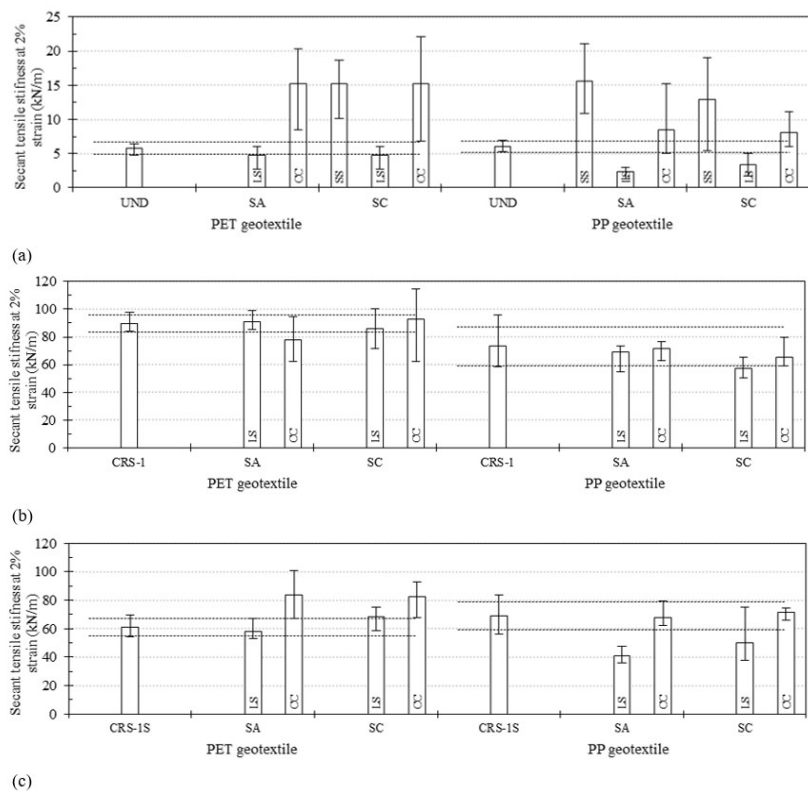 25
20
15
10
5
0
Secant tensile stifness at 2%
strain (kN/m)
LS
CC
SS
LS
CC
SS
LS
CC
SS
LS
CC
UND SA SC UND SA SC
PET geotextile PP geotextile
(a)
120
100
80
60
40
20
0
Secant tensile stifness at 2%
strain (kN/m)
LS
CC
LS
CC
LS
CC
LS
CC
CRS-1 SA SC CRS-1 SA SC
PET geotextile PP geotextile
(b)
120
100
80
60
40
20
0
Secant tensile stifness at 2%
strain (kN/m)
LS
CC
LS
CC
LS
CC
LS
CC
CRS-1S SA SC CRS-1S SA SC
PET geotextile PP geotextile
(c)